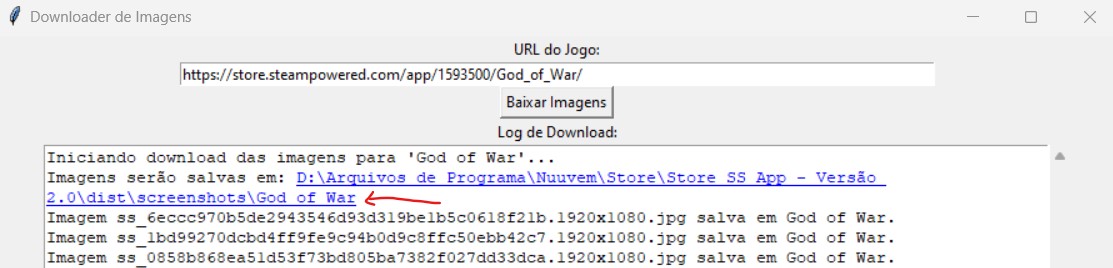 Downloader de Imagens
URL do Jogo:
https://store.steampowered.com/app/1593500/God_of_War/
Baixar Imagens
Log de Download:
Iniciando download das imagens para 'God of War'...
Imagens serão salvas em: D:\Arquivos de Programa\Nuuvem\Store\Store SS App - Versão
2.0\dist\screenshots\God of War
Imagem ss_6eccc970b5de2943546d93d319be1b5c0618f21b.1920x1080.jpg salva em God of War.
Imagem ss_1bd99270dcbd4ff9fe9c94b0d9c8ffc50ebb42c7.1920x1080.jpg salva em God of War.
Imagem ss_0858b868ea51d53f73bd805ba7382f027dd33dca.1920x1080.jpg salva em God of War.